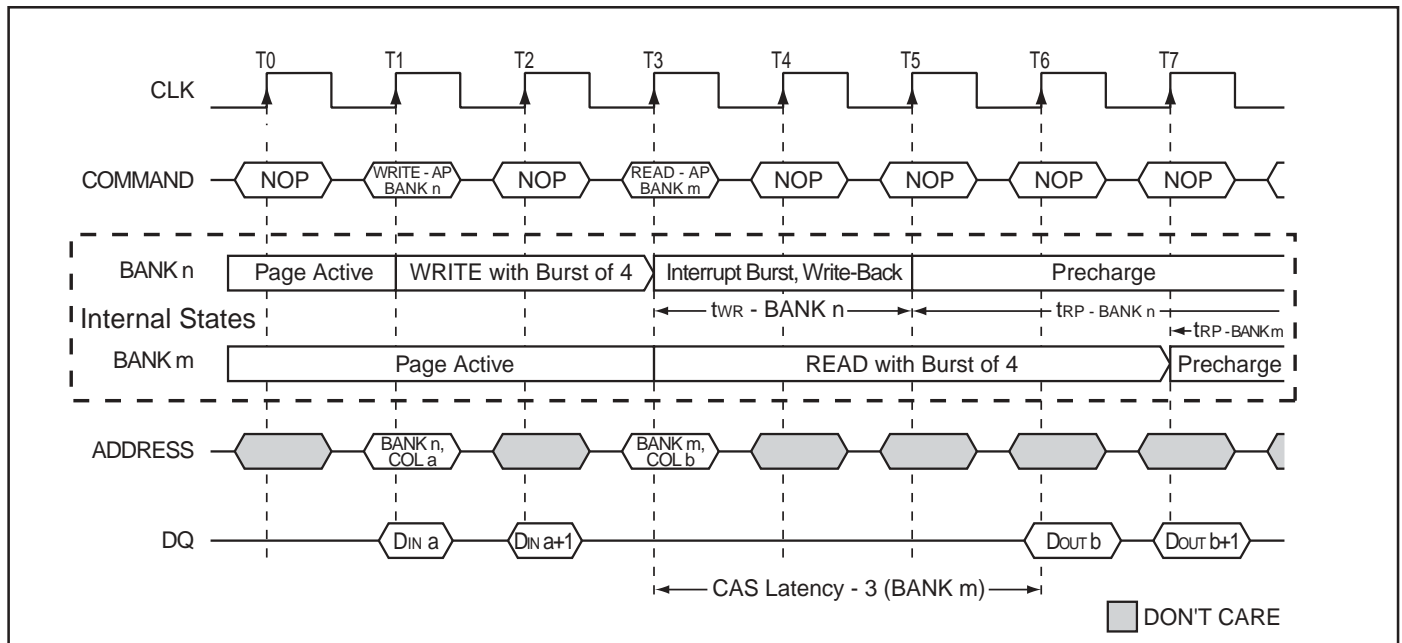 T0 T1 T2 T3 T4 T5 T6 T7
CLK
COMMAND NOP WRITE - AP BANK n NOP READ - AP BANK m NOP NOP NOP NOP
BANK n Page Active WRITE with Burst of 4 Interrupt Burst, Write-Back Precharge
tWR - BANK n tRP - BANK n
Internal States
tRP - BANK m
BANK m Page Active READ with Burst of 4 Precharge
ADDRESS BANK n, COL a BANK m, COL b
DQ DIN a DIN a+1 DOUT b DOUT b+1
CAS Latency - 3 (BANK m)
DON'T CARE